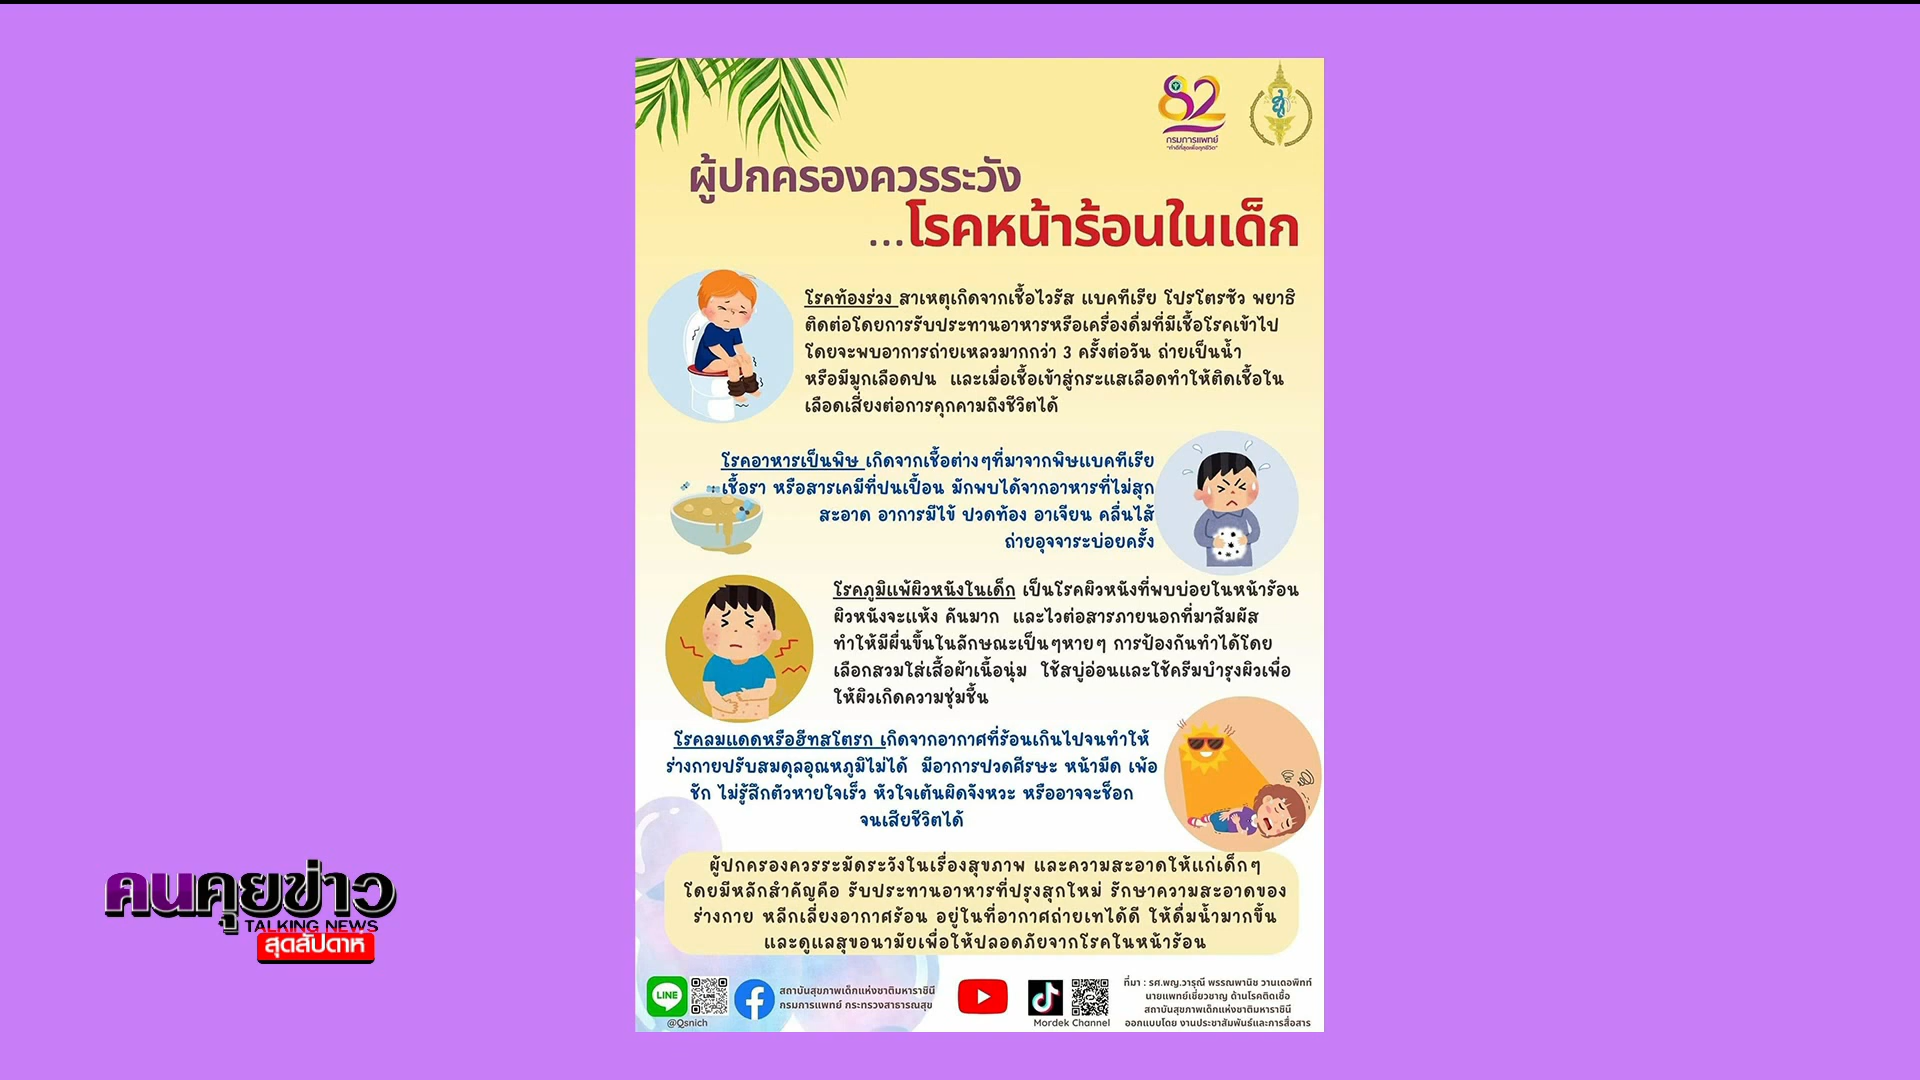 82
กรมการแพทย์
"ทำดีที่สุดเพื่อทุกชีวิต"
ผู้ปกครองควรระวัง
...โรคหน้าร้อนในเด็ก
โรคท้องร่วง สาเหตุเกิดจากเชื้อไวรัส แบคทีเรีย โปรโตรซัว พยาธิ
ติดต่อโดยการรับประทานอาหารหรือเครื่องดื่มที่มีเชื้อโรคเข้าไป
โดยจะพบอาการถ่ายเหลวมากกว่า 3 ครั้งต่อวัน ถ่ายเป็นน้ำ
หรือมีมูกเลือดปน และเมื่อเชื้อเข้าสู่กระแสเลือดทำให้ติดเชื้อใน
เลือดเสี่ยงต่อการคุกคามถึงชีวิตได้
โรคอาหารเป็นพิษ เกิดจากเชื้อต่างๆที่มาจากพิษแบคทีเรีย
เชื้อรา หรือสารเคมีที่ปนเปื้อน มักพบได้จากอาหารที่ไม่สุก
สะอาด อาการมีไข้ ปวดท้อง อาเจียน คลื่นไส้
ถ่ายอุจจาระบ่อยครั้ง
โรคภูมิแพ้ผิวหนังในเด็ก เป็นโรคผิวหนังที่พบบ่อยในหน้าร้อน
ผิวหนังจะแห้ง คันมาก และไวต่อสารภายนอกที่มาสัมผัส
ทำให้มีผื่นขึ้นในลักษณะเป็นๆหายๆ การป้องกันทำได้โดย
เลือกสวมใส่เสื้อผ้าเนื้อนุ่ม ใช้สบู่อ่อนและใช้ครีมบำรุงผิวเพื่อ
ให้ผิวเกิดความชุ่มชื้น
โรคลมแดดหรือฮีทสโตรก เกิดจากอากาศที่ร้อนเกินไปจนทำให้
ร่างกายปรับสมดุลอุณหภูมิไม่ได้ มีอาการปวดศีรษะ หน้ามืด เพ้อ
ชัก ไม่รู้สึกตัวหายใจเร็ว หัวใจเต้นผิดจังหวะ หรืออาจจะช็อก
จนเสียชีวิตได้
ผู้ปกครองควรระมัดระวังในเรื่องสุขภาพ และความสะอาดให้แก่เด็กๆ
โดยมีหลักสำคัญคือ รับประทานอาหารที่ปรุงสุกใหม่ รักษาความสะอาดของ
ร่างกาย หลีกเลี่ยงอากาศร้อน อยู่ในที่อากาศถ่ายเทได้ดี ให้ดื่มน้ำมากขึ้น
และดูแลสุขอนามัยเพื่อให้ปลอดภัยจากโรคในหน้าร้อน
LINE
@Qsnich
สถาบันสุขภาพเด็กแห่งชาติมหาราชินี
กรมการแพทย์ กระทรวงสาธารณสุข
Mordek Channel
ที่มา : รศ.พญ.วารุณี พรรณพานิช วานเดอพิทท์
นายแพทย์เชี่ยวชาญ ด้านโรคติดเชื้อ
สถาบันสุขภาพเด็กแห่งชาติมหาราชินี
ออกแบบโดย งานประชาสัมพันธ์และการสื่อสาร
คนคุยข่าว
TALKING NEWS
สุดสัปดาห์